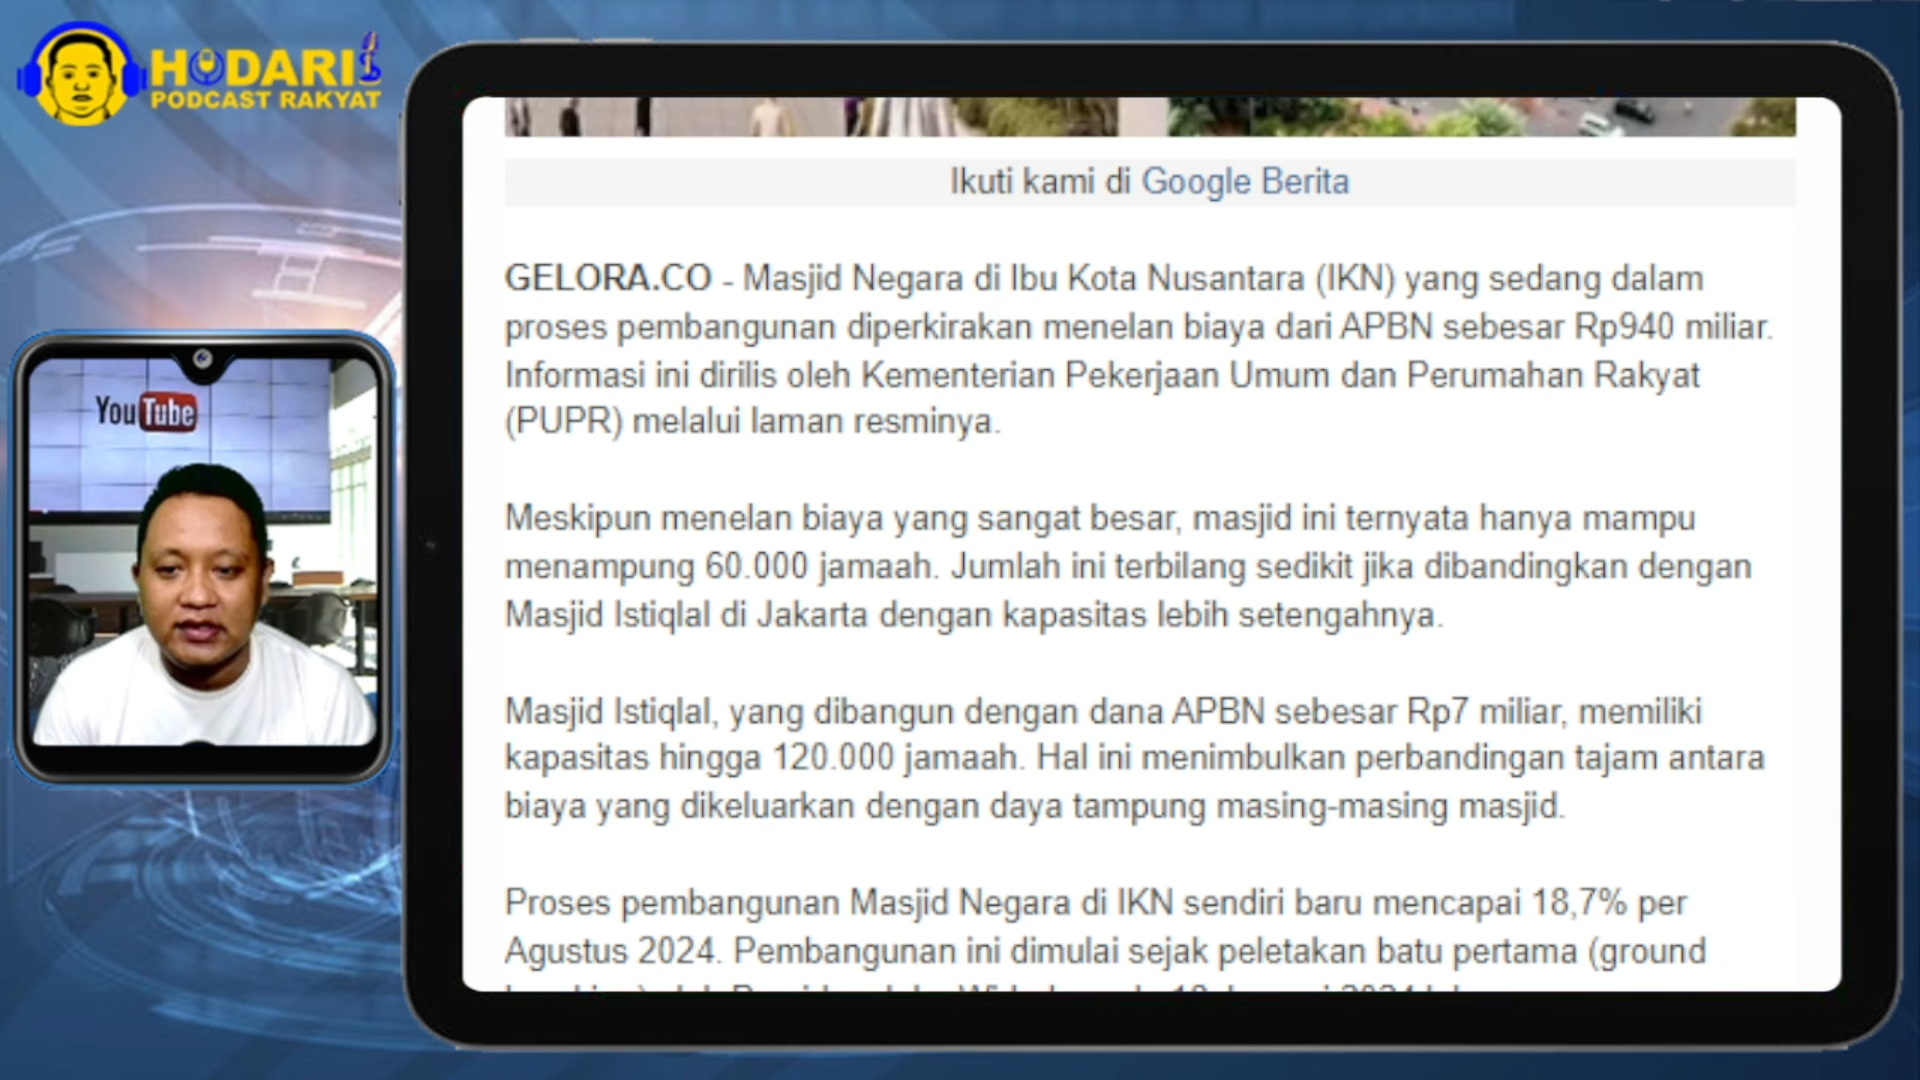 HODARI
PODCAST RAKYAT
YouTube
Ikuti kami di Google Berita
GELORA.CO - Masjid Negara di Ibu Kota Nusantara (IKN) yang sedang dalam
proses pembangunan diperkirakan menelan biaya dari APBN sebesar Rp940 miliar.
Informasi ini dirilis oleh Kementerian Pekerjaan Umum dan Perumahan Rakyat
(PUPR) melalui laman resminya.
Meskipun menelan biaya yang sangat besar, masjid ini ternyata hanya mampu
menampung 60.000 jamaah. Jumlah ini terbilang sedikit jika dibandingkan dengan
Masjid Istiqlal di Jakarta dengan kapasitas lebih setengahnya.
Masjid Istiqlal, yang dibangun dengan dana APBN sebesar Rp7 miliar, memiliki
kapasitas hingga 120.000 jamaah. Hal ini menimbulkan perbandingan tajam antara
biaya yang dikeluarkan dengan daya tampung masing-masing masjid.
Proses pembangunan Masjid Negara di IKN sendiri baru mencapai 18,7% per
Agustus 2024. Pembangunan ini dimulai sejak peletakan batu pertama (ground